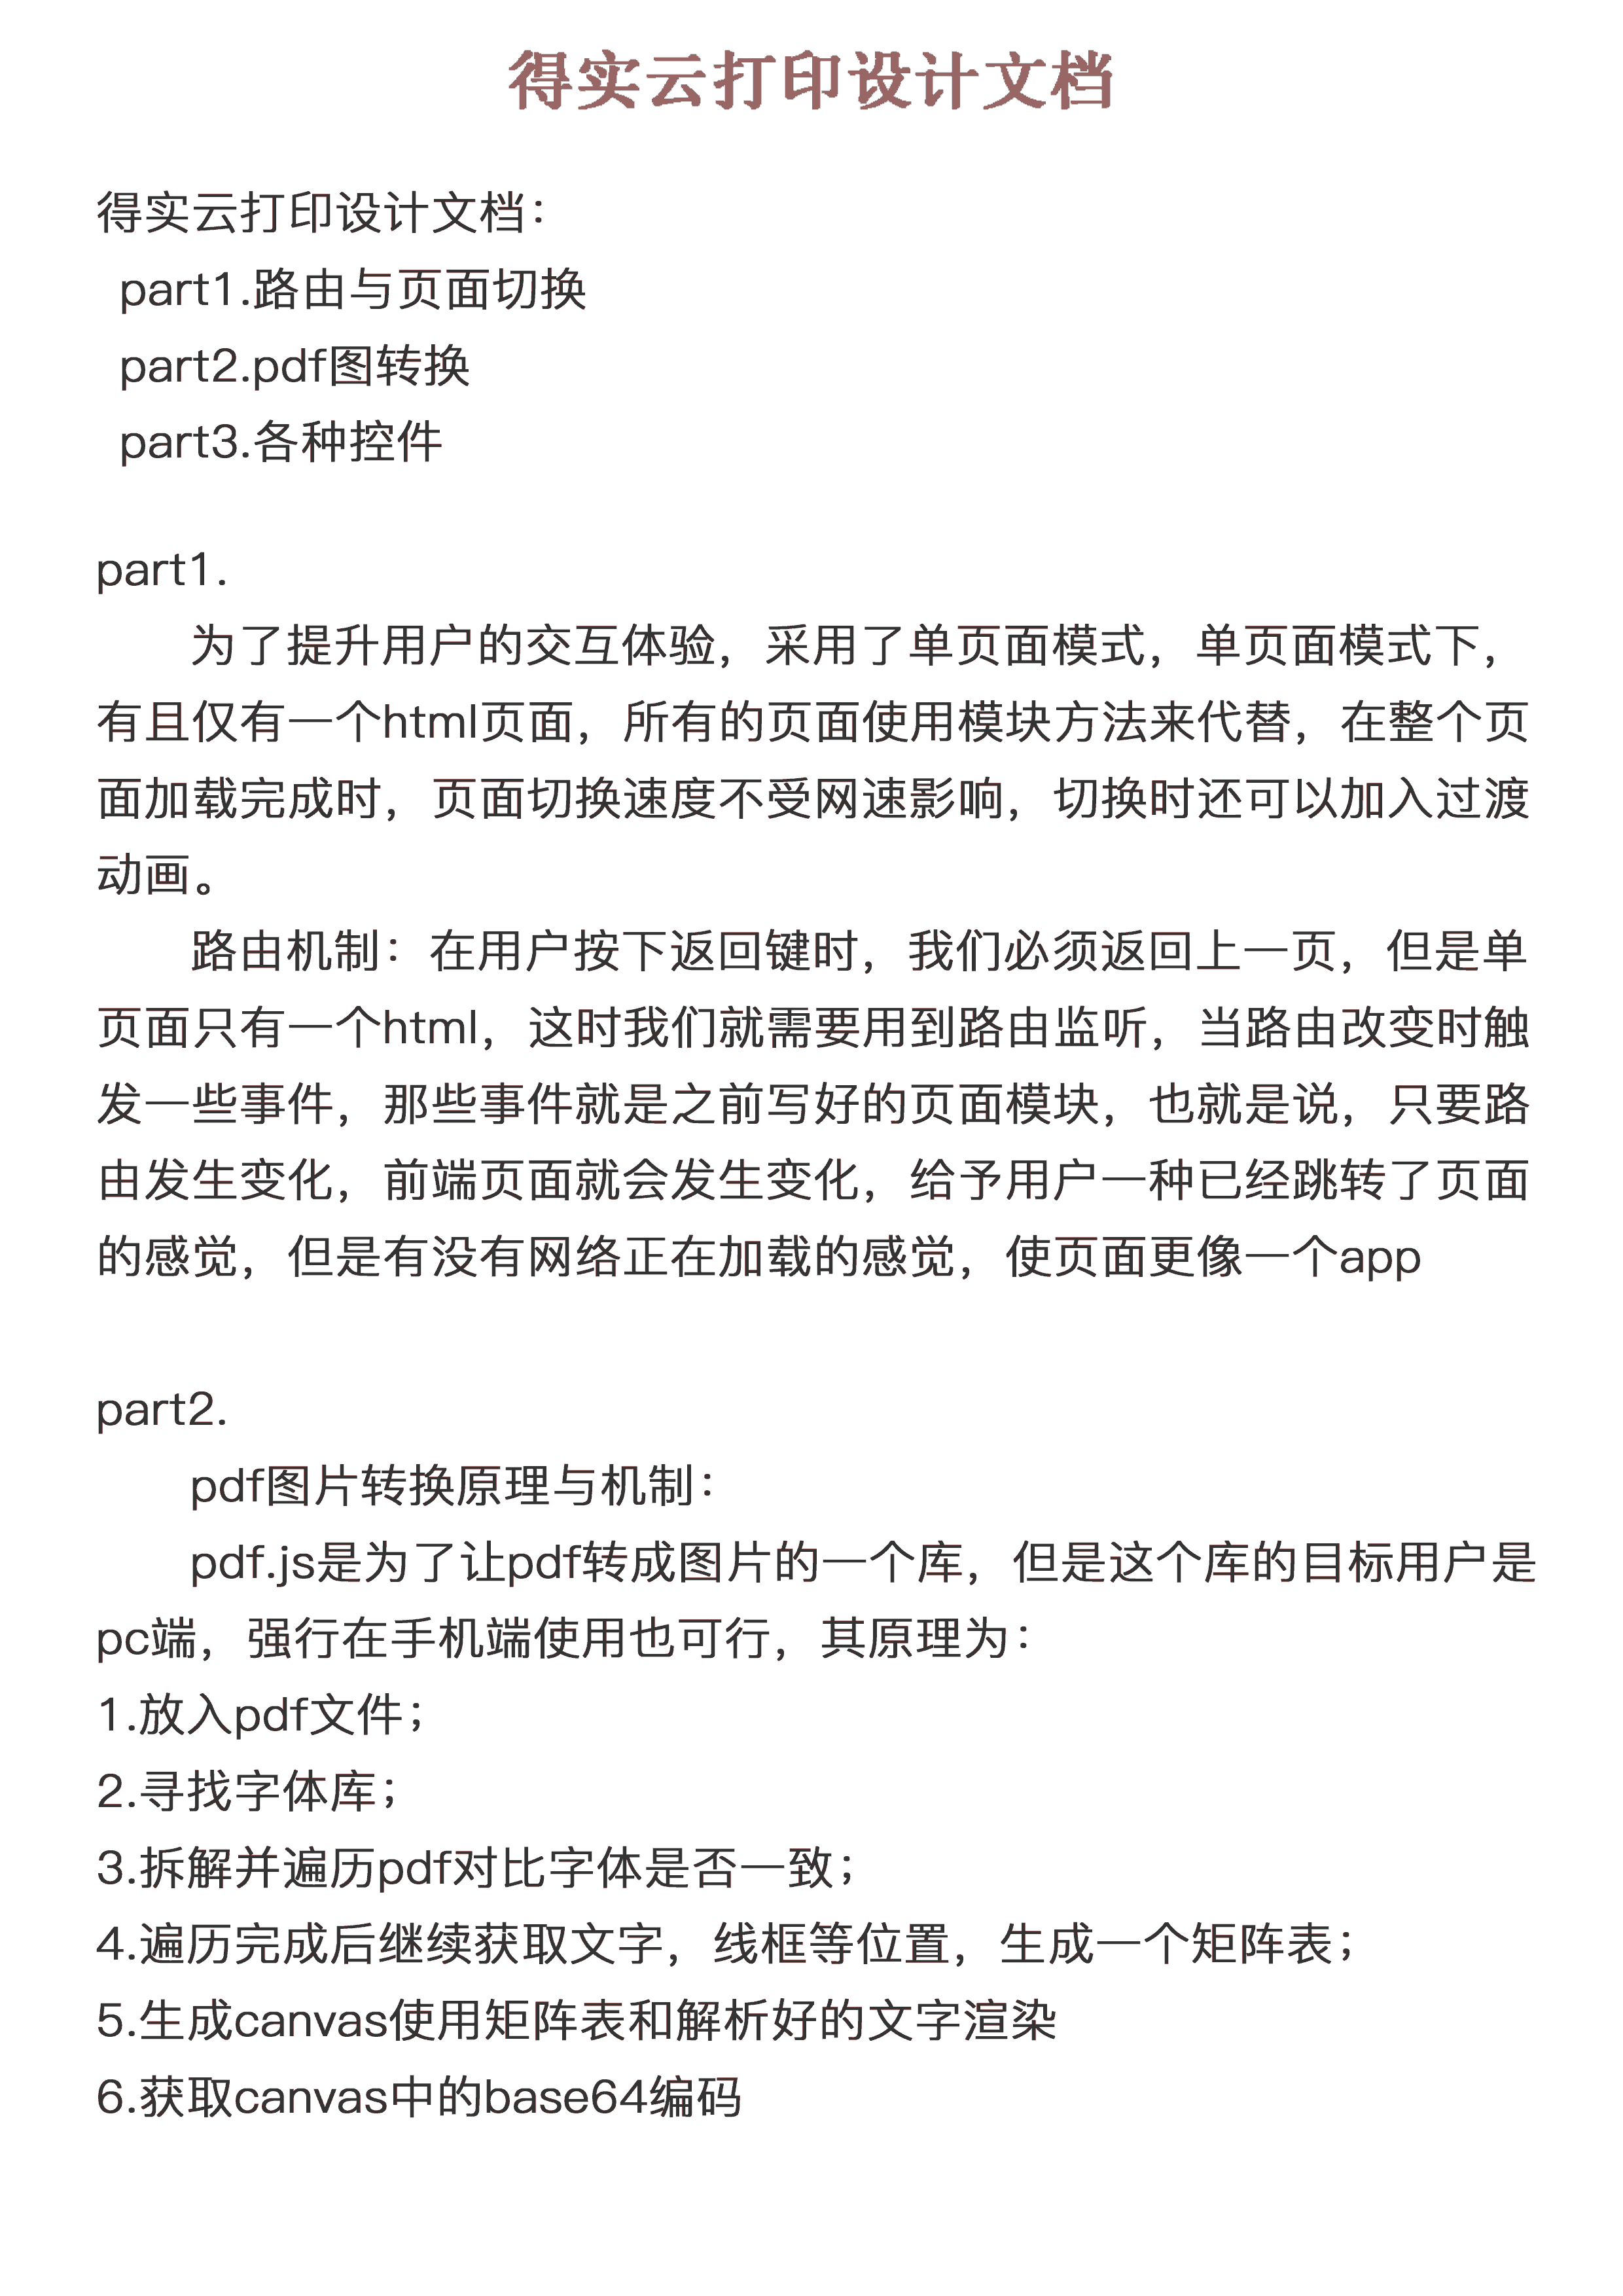 得实云打印设计文档
得实云打印设计文档：
part1.路由与页面切换
part2.pdf图转换
part3.各种控件
part1.
为了提升用户的交互体验，采用了单页面模式，单页面模式下，
有且仅有一个html页面，所有的页面使用模块方法来代替，在整个页
面加载完成时，页面切换速度不受网速影响，切换时还可以加入过渡
动画。
路由机制：在用户按下返回键时，我们必须返回上一页，但是单
页面只有一个html，这时我们就需要用到路由监听，当路由改变时触
发一些事件，那些事件就是之前写好的页面模块，也就是说，只要路
由发生变化，前端页面就会发生变化，给予用户一种已经跳转了页面
的感觉，但是有没有网络正在加载的感觉，使页面更像一个app
part2.
pdf图片转换原理与机制：
pdf.js是为了让pdf转成图片的一个库，但是这个库的目标用户是
pc端，强行在手机端使用也可行，其原理为：
1.放入pdf文件；
2.寻找字体库；
3.拆解并遍历pdf对比字体是否一致；
4.遍历完成后继续获取文字，线框等位置，生成一个矩阵表；
5.生成canvas使用矩阵表和解析好的文字渲染
6.获取canvas中的base64编码